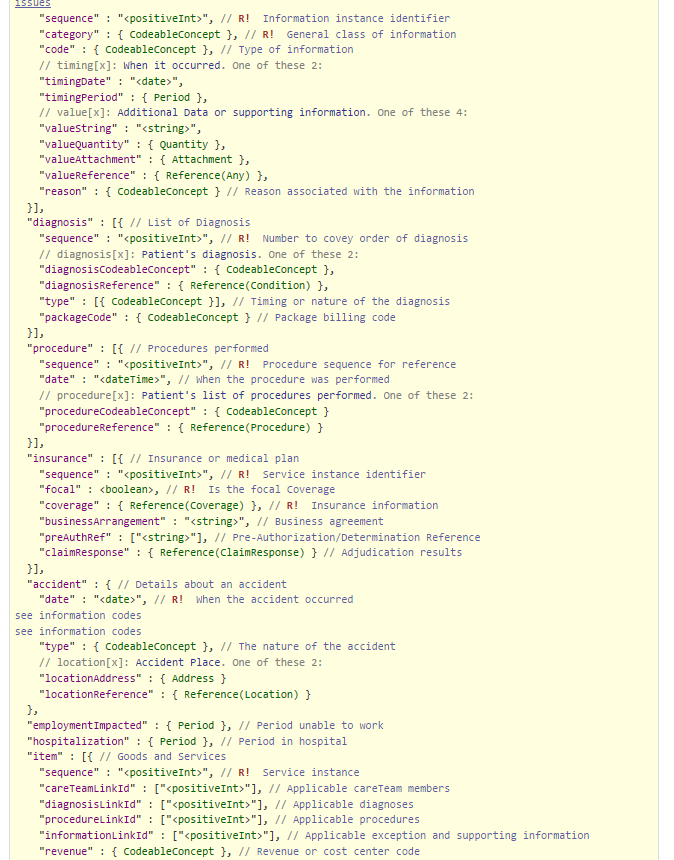 issues
"sequence" : "<positiveInt>", // R!  Information instance identifier
"category" : { CodeableConcept }, // R!  General class of information
"code" : { CodeableConcept }, // Type of information
// timing[x]: When it occurred. One of these 2:
"timingDate" : "<date>",
"timingPeriod" : { Period },
// value[x]: Additional Data or supporting information. One of these 4:
"valueString" : "<string>",
"valueQuantity" : { Quantity },
"valueAttachment" : { Attachment },
"valueReference" : { Reference(Any) },
"reason" : { CodeableConcept } // Reason associated with the information
}],
"diagnosis" : [{ // List of Diagnosis
"sequence" : "<positiveInt>", // R!  Number to covey order of diagnosis
// diagnosis[x]: Patient's diagnosis. One of these 2:
"diagnosisCodeableConcept" : { CodeableConcept },
"diagnosisReference" : { Reference(Condition) },
"type" : [{ CodeableConcept }], // Timing or nature of the diagnosis
"packageCode" : { CodeableConcept } // Package billing code
}],
"procedure" : [{ // Procedures performed
"sequence" : "<positiveInt>", // R!  Procedure sequence for reference
"date" : "<dateTime>", // When the procedure was performed
// procedure[x]: Patient's list of procedures performed. One of these 2:
"procedureCodeableConcept" : { CodeableConcept }
"procedureReference" : { Reference(Procedure) }
}],
"insurance" : [{ // Insurance or medical plan
"sequence" : "<positiveInt>", // R!  Service instance identifier
"focal" : <boolean>, // R!  Is the focal Coverage
"coverage" : { Reference(Coverage) }, // R!  Insurance information
"businessArrangement" : "<string>", // Business agreement
"preAuthRef" : ["<string>"], // Pre-Authorization/Determination Reference
"claimResponse" : { Reference(ClaimResponse) } // Adjudication results
}],
"accident" : { // Details about an accident
"date" : "<date>", // R!  When the accident occurred
see information codes
see information codes
"type" : { CodeableConcept }, // The nature of the accident
// location[x]: Accident Place. One of these 2:
"locationAddress" : { Address }
"locationReference" : { Reference(Location) }
},
"employmentImpacted" : { Period }, // Period unable to work
"hospitalization" : { Period }, // Period in hospital
"item" : [{ // Goods and Services
"sequence" : "<positiveInt>", // R!  Service instance
"careTeamLinkId" : ["<positiveInt>"], // Applicable careTeam members
"diagnosisLinkId" : ["<positiveInt>"], // Applicable diagnoses
"procedureLinkId" : ["<positiveInt>"], // Applicable procedures
"informationLinkId" : ["<positiveInt>"], // Applicable exception and supporting information
"revenue" : { CodeableConcept }, // Revenue or cost center code